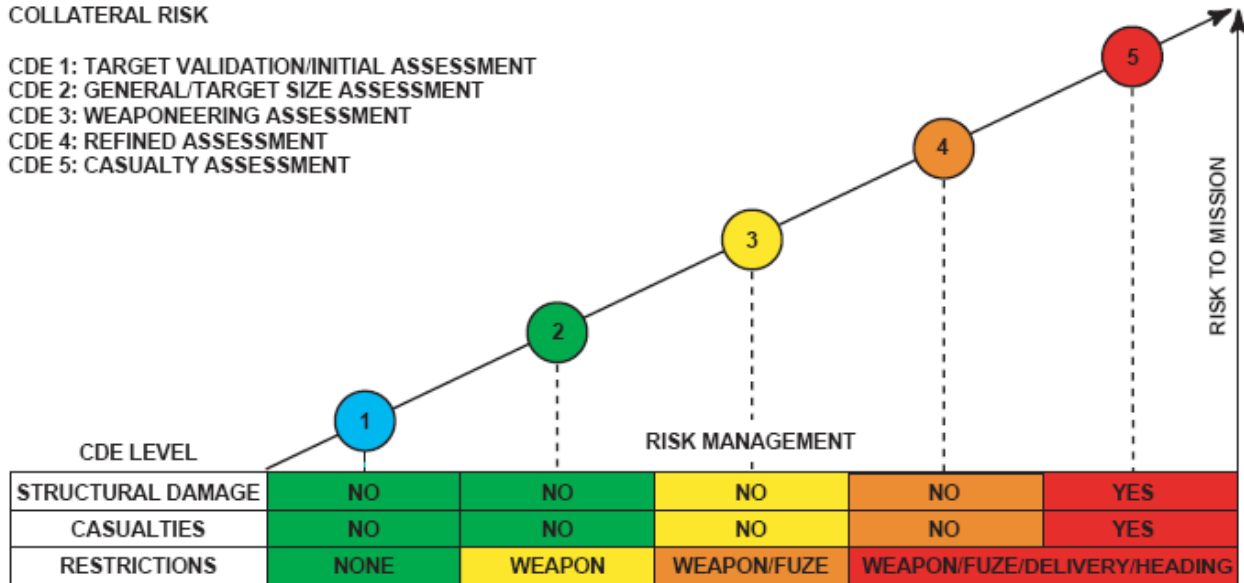 COLLATERAL RISK
CDE 1: TARGET VALIDATION/INITIAL ASSESSMENT
CDE 2: GENERAL/TARGET SIZE ASSESSMENT
CDE 3: WEAPONEERING ASSESSMENT
CDE 4: REFINED ASSESSMENT
CDE 5: CASUALTY ASSESSMENT
5
4
3
2
1
RISK TO MISSION
CDE LEVEL
RISK MANAGEMENT
STRUCTURAL DAMAGE NO NO NO NO YES
CASUALTIES NO NO NO NO YES
RESTRICTIONS NONE WEAPON WEAPON/FUZE WEAPON/FUZE/DELIVERY/HEADING